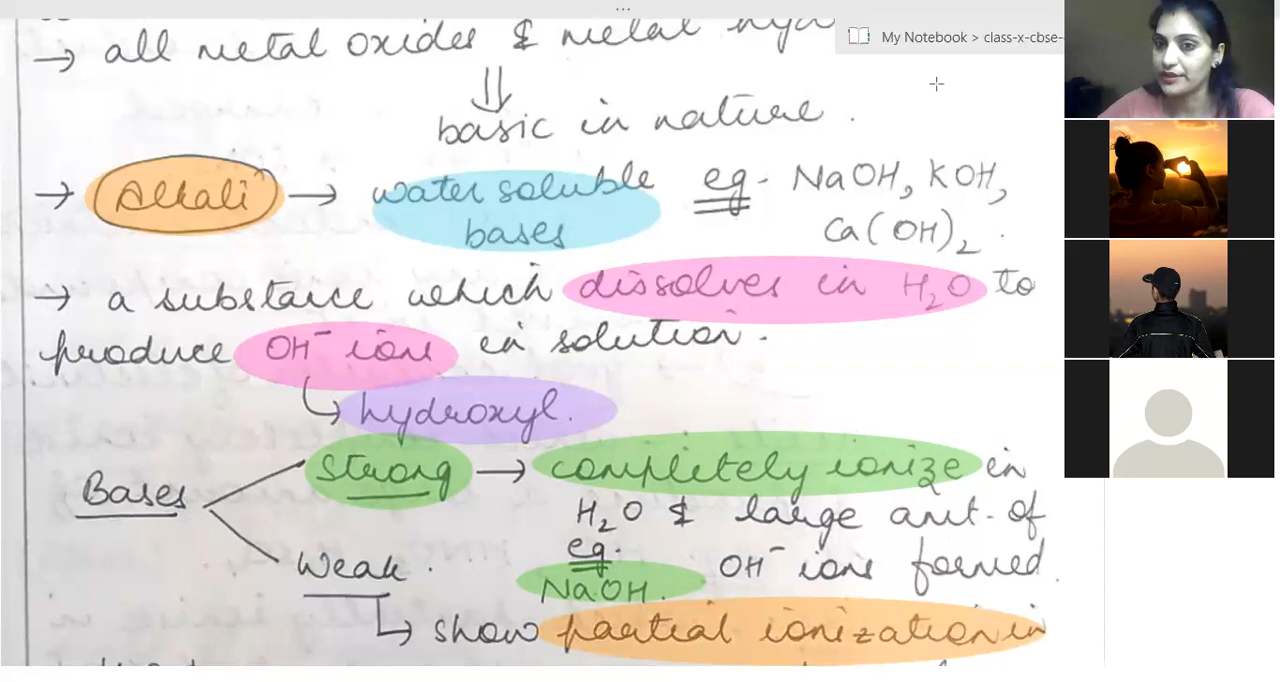 → all metal oxides & metal hyd
My Notebook > class-x-cbse-
⇓
basic in nature.
→ Alkali → water soluble bases eg- NaOH, KOH, Ca(OH)₂.
→ a substance which dissolves in H₂O to
produce OH⁻ ions in solution.
↳ hydroxyl.
Bases
Strong → completely ionize in
H₂O & large amt. of
eg. NaOH.
OH⁻ ions formed.
Weak.
↳ show partial ionization in